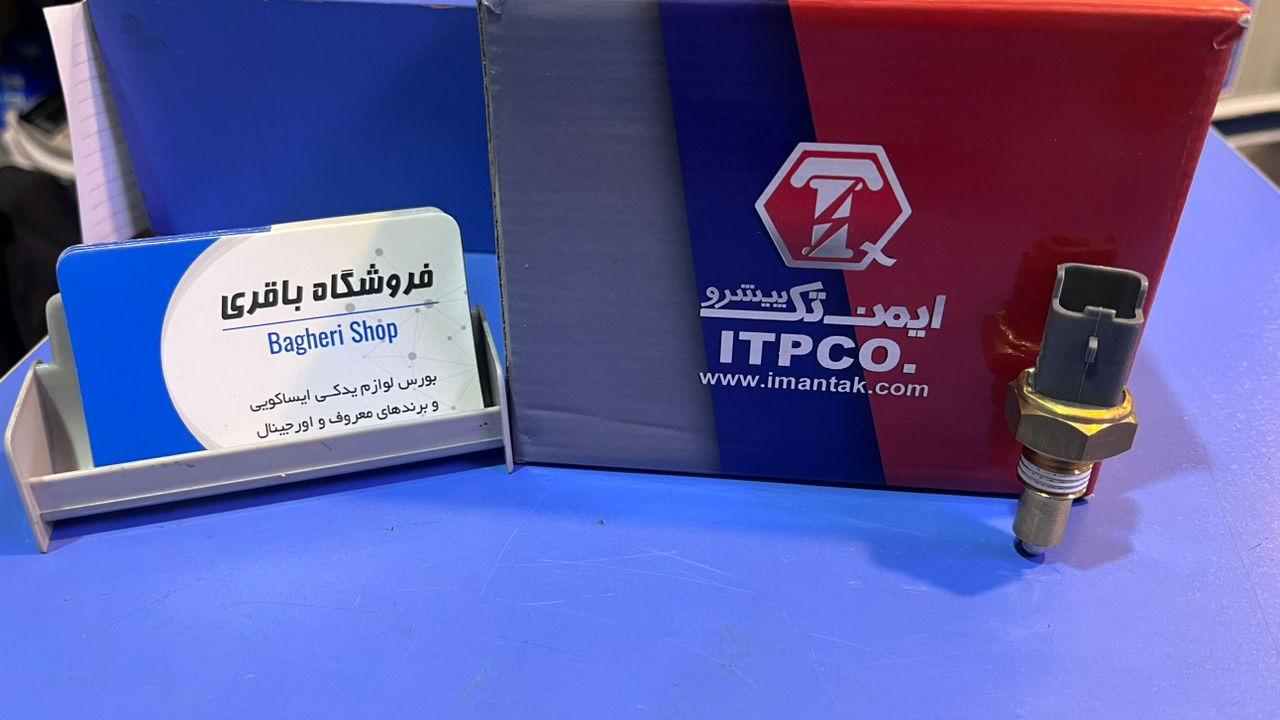 فروشگاه باقری
Bagheri Shop
بورس لوازم یدکی ایساکویی
و برندهای معروف و اورجینال
ایمن تک پیشرو
ITPCO.
www.imantak.com